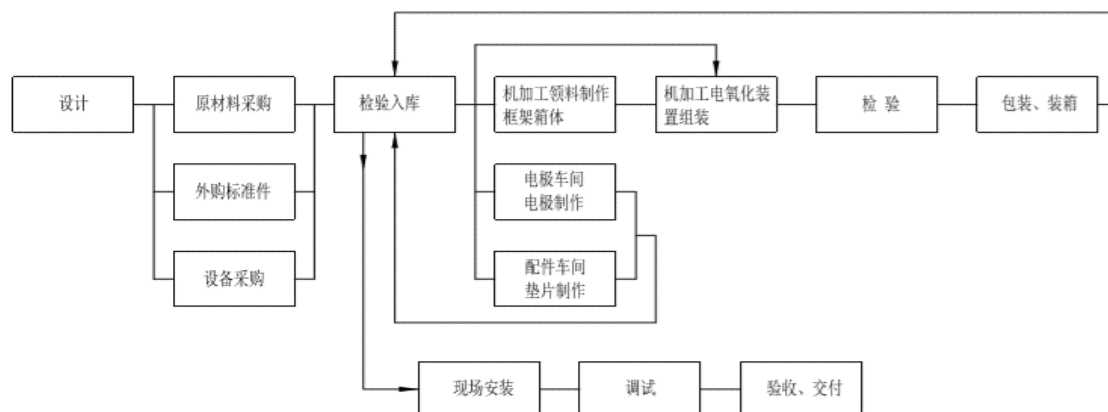 设计
原材料采购
检验入库
机加工领料制作
框架箱体
机加工电氧化装
置组装
检 验
包装、装箱
外购标准件
电极车间
电极制作
设备采购
配件车间
垫片制作
现场安装
调试
验收、交付